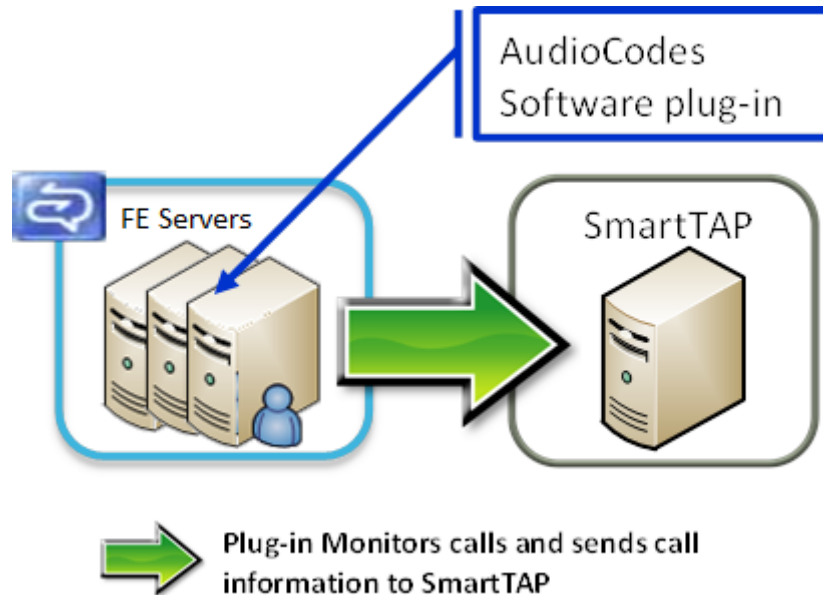 AudioCodes
Software plug-in
FE Servers
SmartTAP
Plug-in Monitors calls and sends call
information to SmartTAP